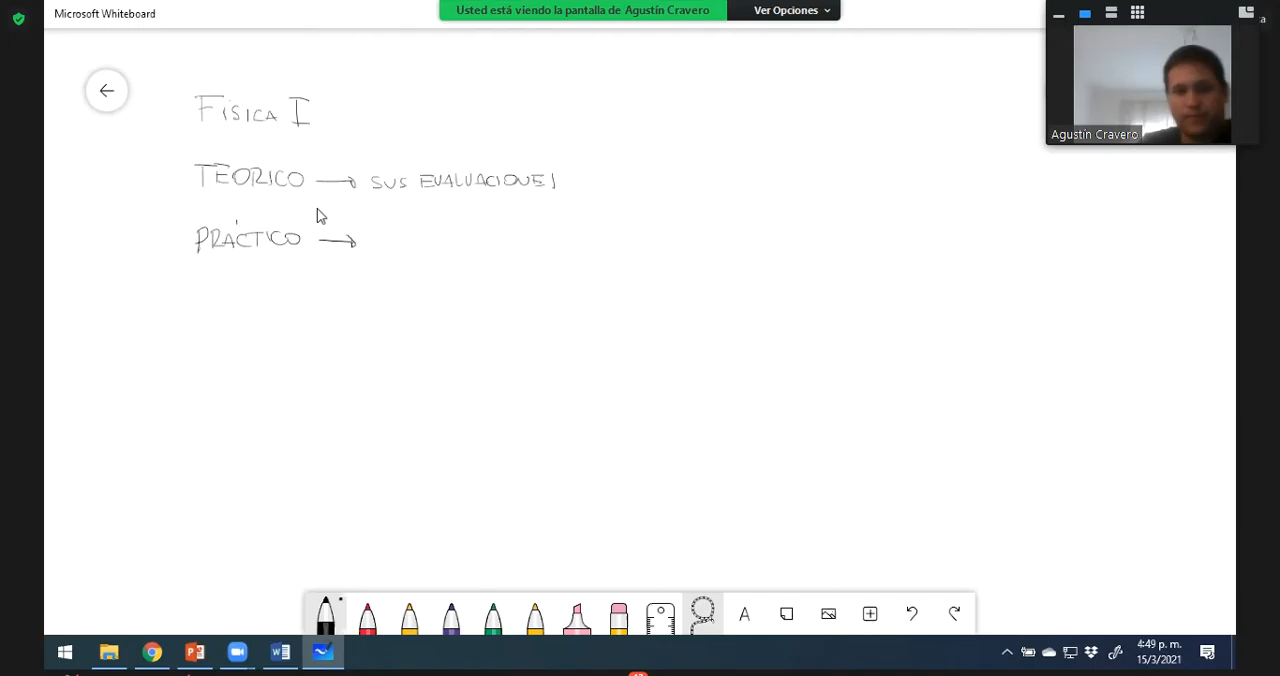 Microsoft Whiteboard
Usted está viendo la pantalla de Agustín Cravero
Ver Opciones
Agustín Cravero
FÍSICA I
TEÓRICO → SUS EVALUACIONES
PRÁCTICO →
A
4:49 p. m.
15/3/2021